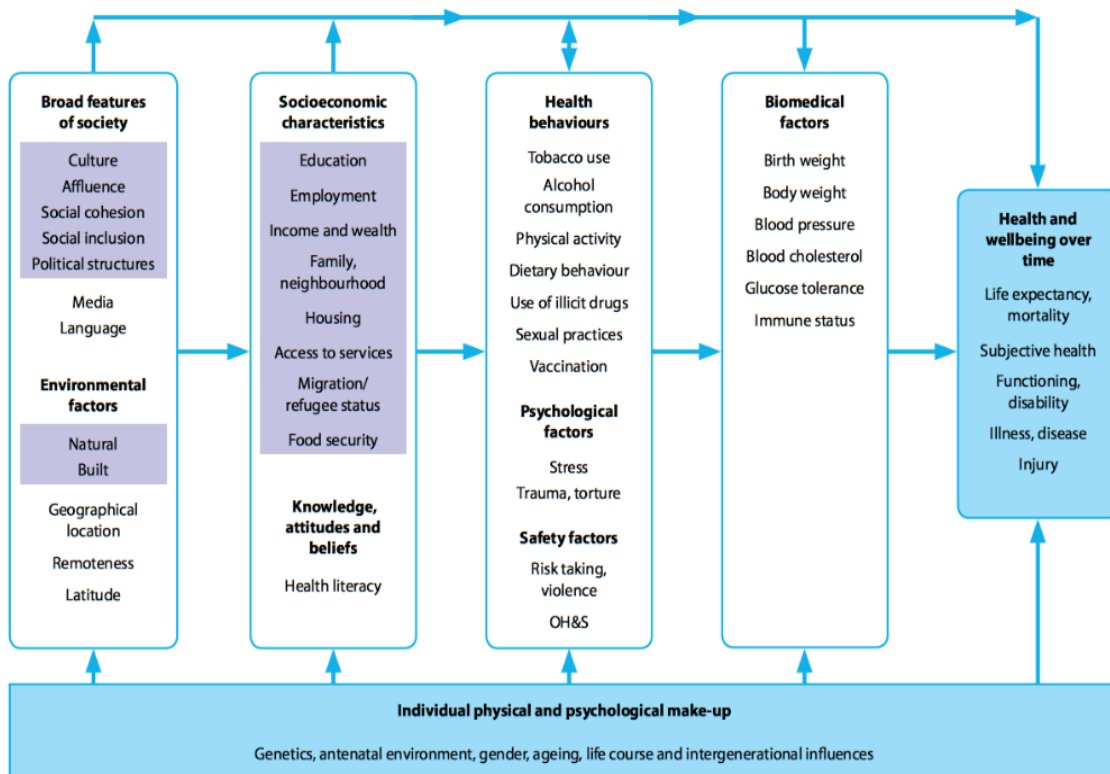 Broad features
of society
Culture
Affluence
Social cohesion
Social inclusion
Political structures
Media
Language
Environmental
factors
Natural
Built
Geographical
location
Remoteness
Latitude
Socioeconomic
characteristics
Education
Employment
Income and wealth
Family,
neighbourhood
Housing
Access to services
Migration/
refugee status
Food security
Knowledge,
attitudes and
beliefs
Health literacy
Health
behaviours
Tobacco use
Alcohol
consumption
Physical activity
Dietary behaviour
Use of illicit drugs
Sexual practices
Vaccination
Psychological
factors
Stress
Trauma, torture
Safety factors
Risk taking,
violence
OH&S
Biomedical
factors
Birth weight
Body weight
Blood pressure
Blood cholesterol
Glucose tolerance
Immune status
Health and
wellbeing over
time
Life expectancy,
mortality
Subjective health
Functioning,
disability
Illness, disease
Injury
Individual physical and psychological make-up
Genetics, antenatal environment, gender, ageing, life course and intergenerational influences